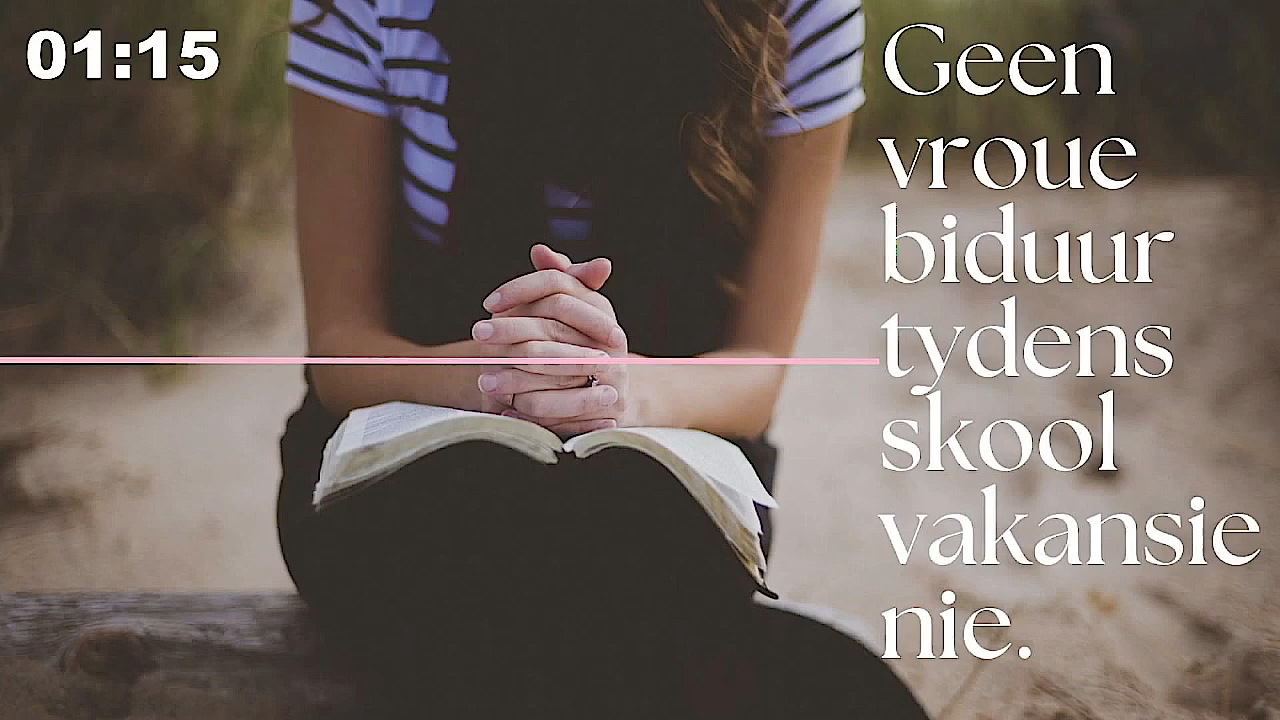 01:15
Geen
vroue
biduur
tydens
skool
vakansie
nie.